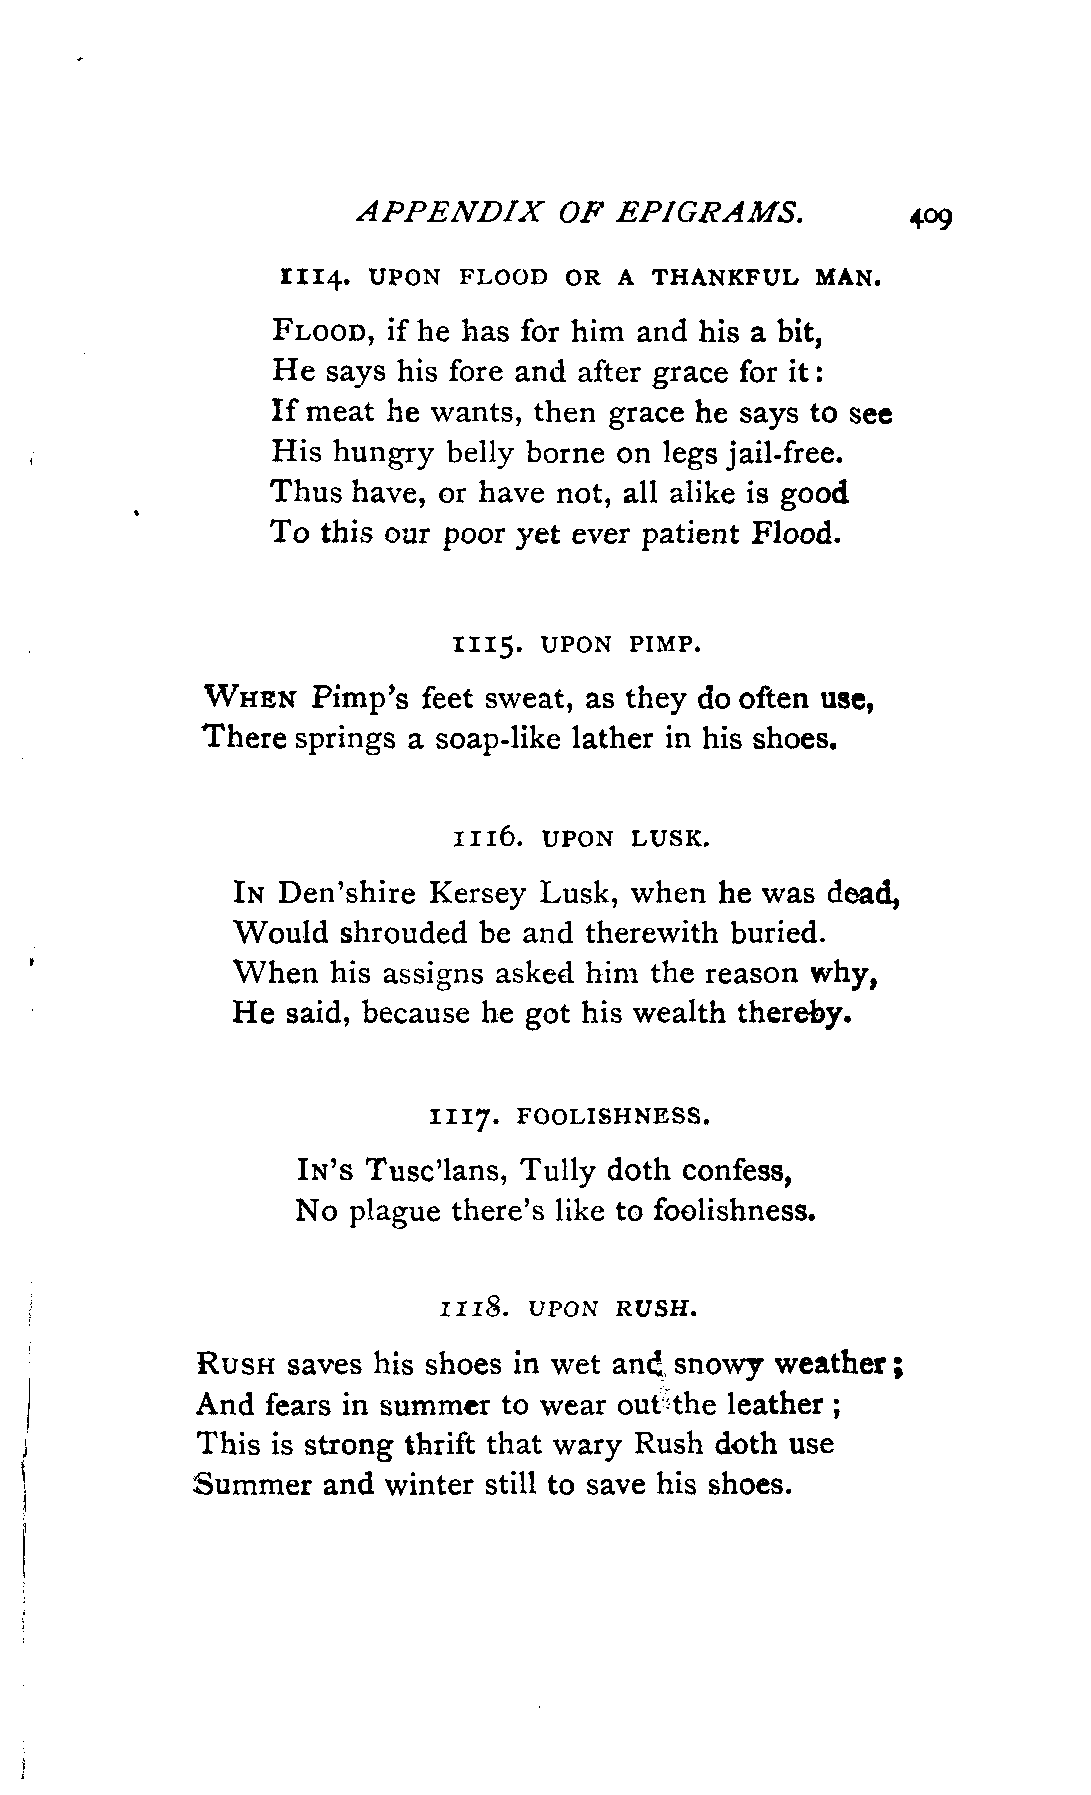 APPENDIX OF EPIGRAMS. 409
1114. UPON FLOOD OR A THANKFUL MAN.
FLOOD, if he has for him and his a bit,
He says his fore and after grace for it:
If meat he wants, then grace he says to see
His hungry belly borne on legs jail-free.
Thus have, or have not, all alike is good
To this our poor yet ever patient Flood.
1115. UPON PIMP.
WHEN Pimp's feet sweat, as they do often use,
There springs a soap-like lather in his shoes.
1116. UPON LUSK.
IN Den'shire Kersey Lusk, when he was dead,
Would shrouded be and therewith buried.
When his assigns asked him the reason why,
He said, because he got his wealth thereby.
1117. FOOLISHNESS.
IN'S Tusc'lans, Tully doth confess,
No plague there's like to foolishness.
1118. UPON RUSH.
RUSH saves his shoes in wet and snowy weather;
And fears in summer to wear out the leather;
This is strong thrift that wary Rush doth use
Summer and winter still to save his shoes.